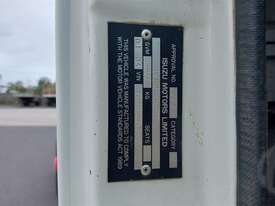 APPROVAL NO.
CATEGORY
ISUZU MOTORS LIMITED
GVM KG SEATS
VIN
THIS VEHICLE WAS MANUFACTURED TO COMPLY
WITH THE MOTOR VEHICLE STANDARDS ACT 1989